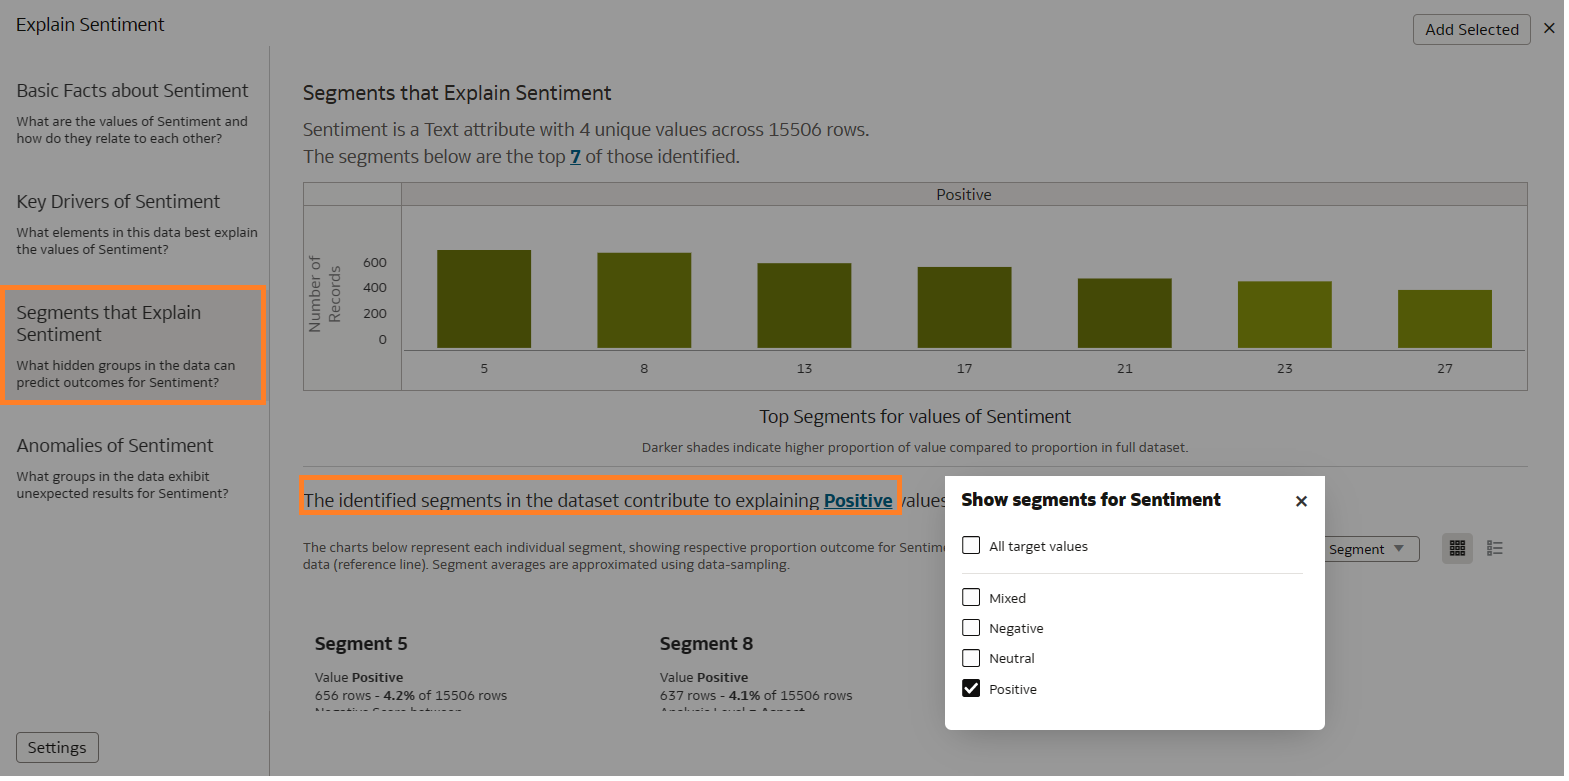 Explain Sentiment
Add Selected
Basic Facts about Sentiment
What are the values of Sentiment and
how do they relate to each other?
Key Drivers of Sentiment
What elements in this data best explain
the values of Sentiment?
Segments that Explain
Sentiment
What hidden groups in the data can
predict outcomes for Sentiment?
Anomalies of Sentiment
What groups in the data exhibit
unexpected results for Sentiment?
Settings
Segments that Explain Sentiment
Sentiment is a Text attribute with 4 unique values across 15506 rows.
The segments below are the top 7 of those identified.
Positive
Number of
Records
600
400
200
0
5 8 13 17 21 23 27
Top Segments for values of Sentiment
Darker shades indicate higher proportion of value compared to proportion in full dataset.
The identified segments in the dataset contribute to explaining Positive values
The charts below represent each individual segment, showing respective proportion outcome for
data (reference line). Segment averages are approximated using data-sampling.
Segment
Segment 5
Value Positive
656 rows - 4.2% of 15506 rows
Negative Score between
Segment 8
Value Positive
637 rows - 4.1% of 15506 rows
Analysis Level = Aspect
Show segments for Sentiment
All target values
Mixed
Negative
Neutral
Positive